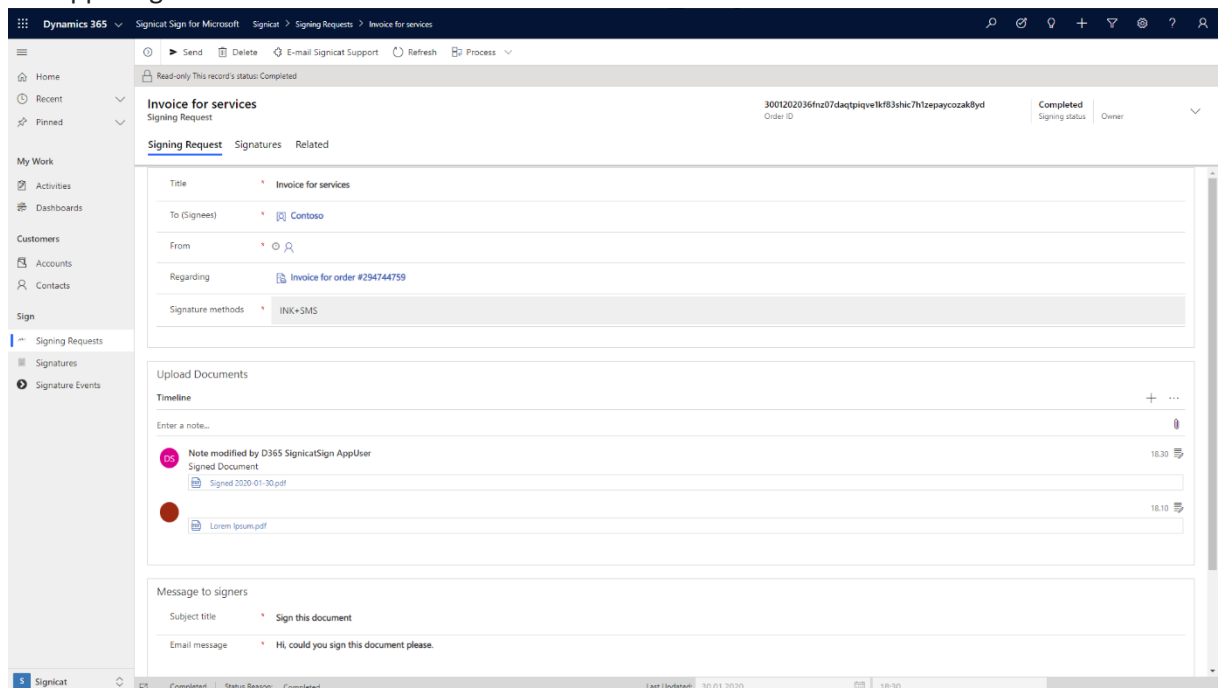 Dynamics 365 Signicat Sign for Microsoft Signicat > Signing Requests > Invoice for services
Send Delete E-mail Signicat Support Refresh Process
Home
Read-only This record's status: Completed
Recent
Pinned
Invoice for services
Signing Request
3001202036fnz07daqtpiqve1kf83shic7h1zepaycozak8yd
Order ID
Completed
Signing status
Owner
Signing Request Signatures Related
My Work
Activities
Dashboards
Customers
Accounts
Contacts
Sign
Signing Requests
Signatures
Signature Events
Title * Invoice for services
To (Signees) * Contoso
From *
Regarding Invoice for order #294744759
Signature methods * INK+SMS
Upload Documents
Timeline
Enter a note...
DS Note modified by D365 SignicatSign AppUser 18.30
Signed Document
Signed 2020-01-30.pdf
18.10
Lorem Ipsum.pdf
Message to signers
Subject title * Sign this document
Email message * Hi, could you sign this document please.
S Signicat
Completed Status Reason: Completed Last Updated: 30.01.2020 18:30